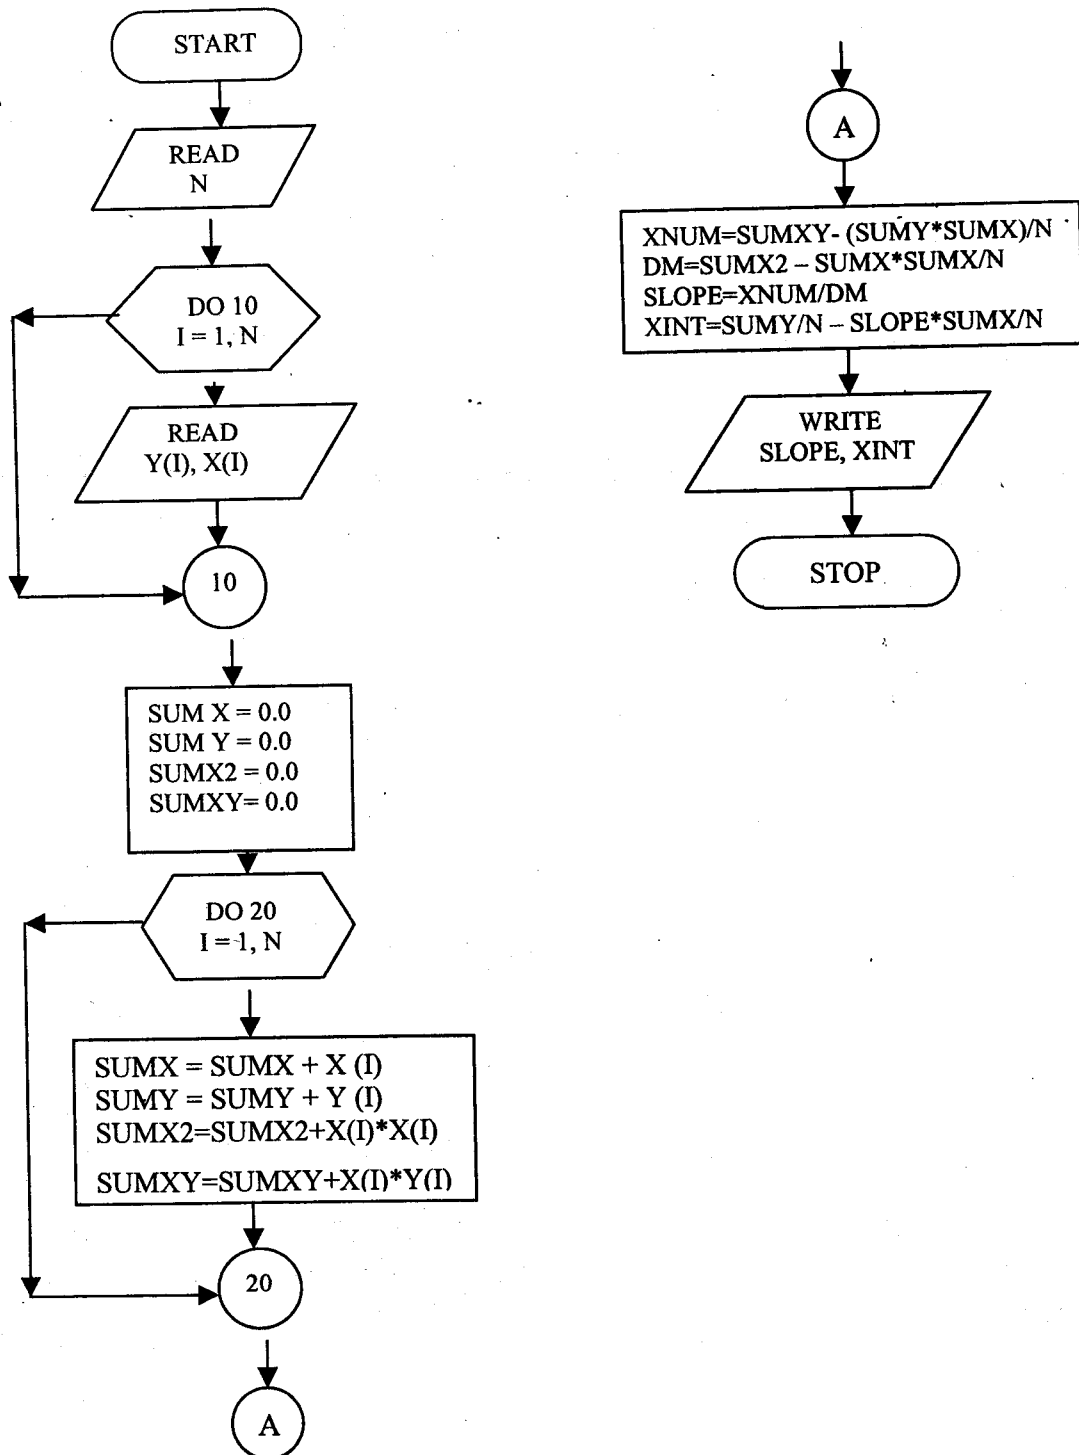 START
READ
N
DO 10
I = 1, N
READ
Y(I), X(I)
10
SUM X = 0.0
SUM Y = 0.0
SUMX2 = 0.0
SUMXY= 0.0
DO 20
I = 1, N
SUMX = SUMX + X (I)
SUMY = SUMY + Y (I)
SUMX2=SUMX2+X(I)*X(I)
SUMXY=SUMXY+X(I)*Y(I)
20
A
A
XNUM=SUMXY- (SUMY*SUMX)/N
DM=SUMX2 – SUMX*SUMX/N
SLOPE=XNUM/DM
XINT=SUMY/N – SLOPE*SUMX/N
WRITE
SLOPE, XINT
STOP